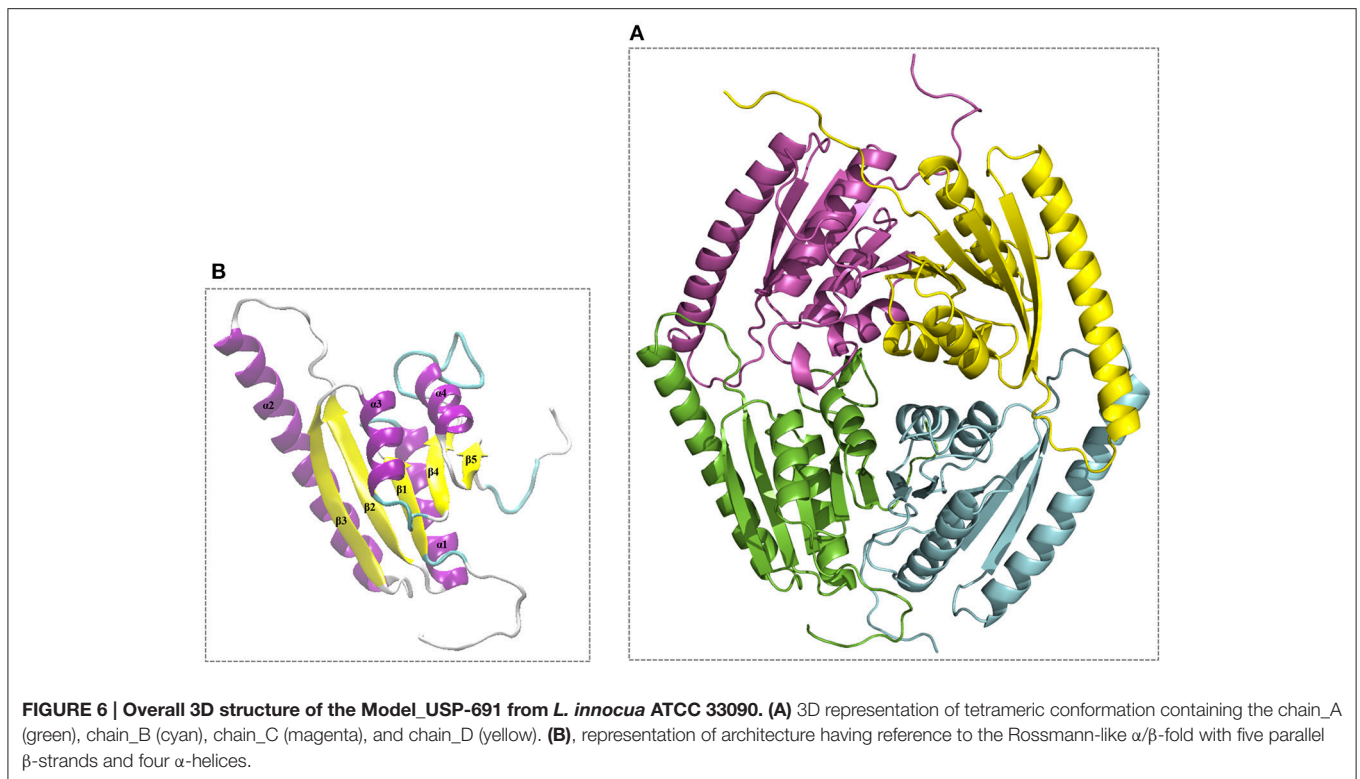 A
B
α2
α3
α4
β5
β4
β1
β2
β3
α1
FIGURE 6 | Overall 3D structure of the Model_USP-691 from L. innocua ATCC 33090. (A) 3D representation of tetrameric conformation containing the chain_A
(green), chain_B (cyan), chain_C (magenta), and chain_D (yellow). (B), representation of architecture having reference to the Rossmann-like α/β-fold with five parallel
β-strands and four α-helices.